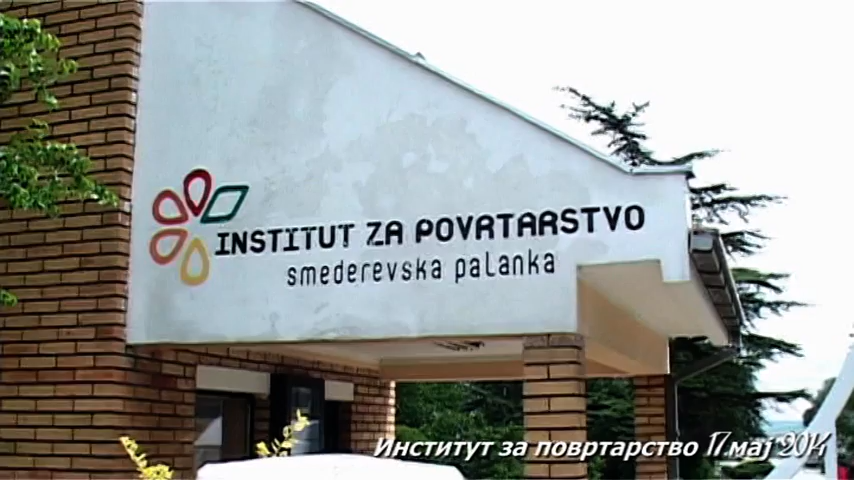 INSTITUT ZA POVRTARSTVO
smederevska palanka
Институт за повртарство 17.мај 2014